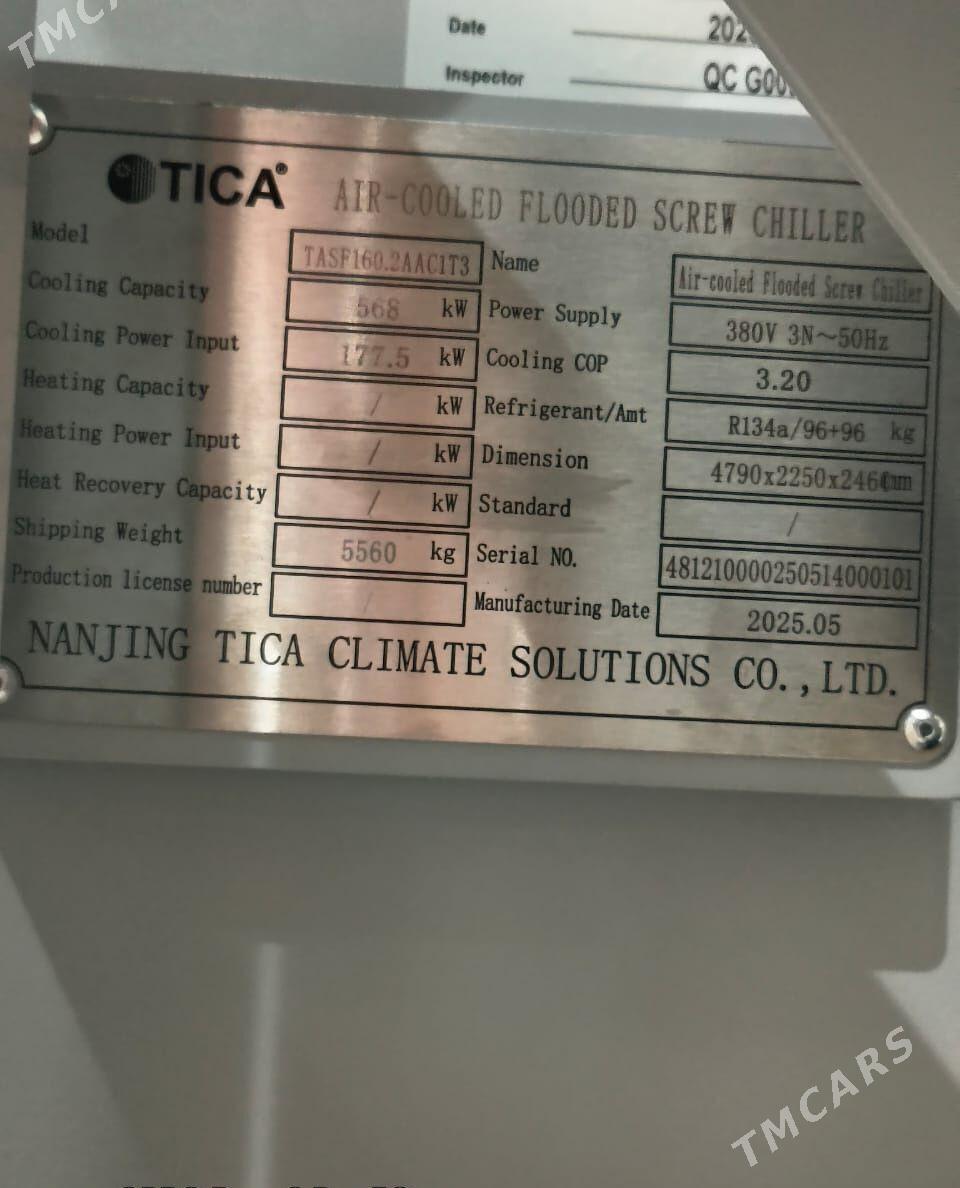 TMCA
Date 202
Inspector QC G00
TICA® AIR-COOLED FLOODED SCREW CHILLER
Model TASF160.2AAC1T3 Name Air-cooled Flooded Screw Chiller
Cooling Capacity 568 kW Power Supply 380V 3N～50Hz
Cooling Power Input 177.5 kW Cooling COP 3.20
Heating Capacity / kW Refrigerant/Amt R134a/96+96 kg
Heating Power Input / kW Dimension 4790x2250x2460mm
Heat Recovery Capacity / kW Standard /
Shipping Weight 5560 kg Serial NO. 481210000250514000101
Production license number / Manufacturing Date 2025.05
NANJING TICA CLIMATE SOLUTIONS CO.,LTD.
TMCARS